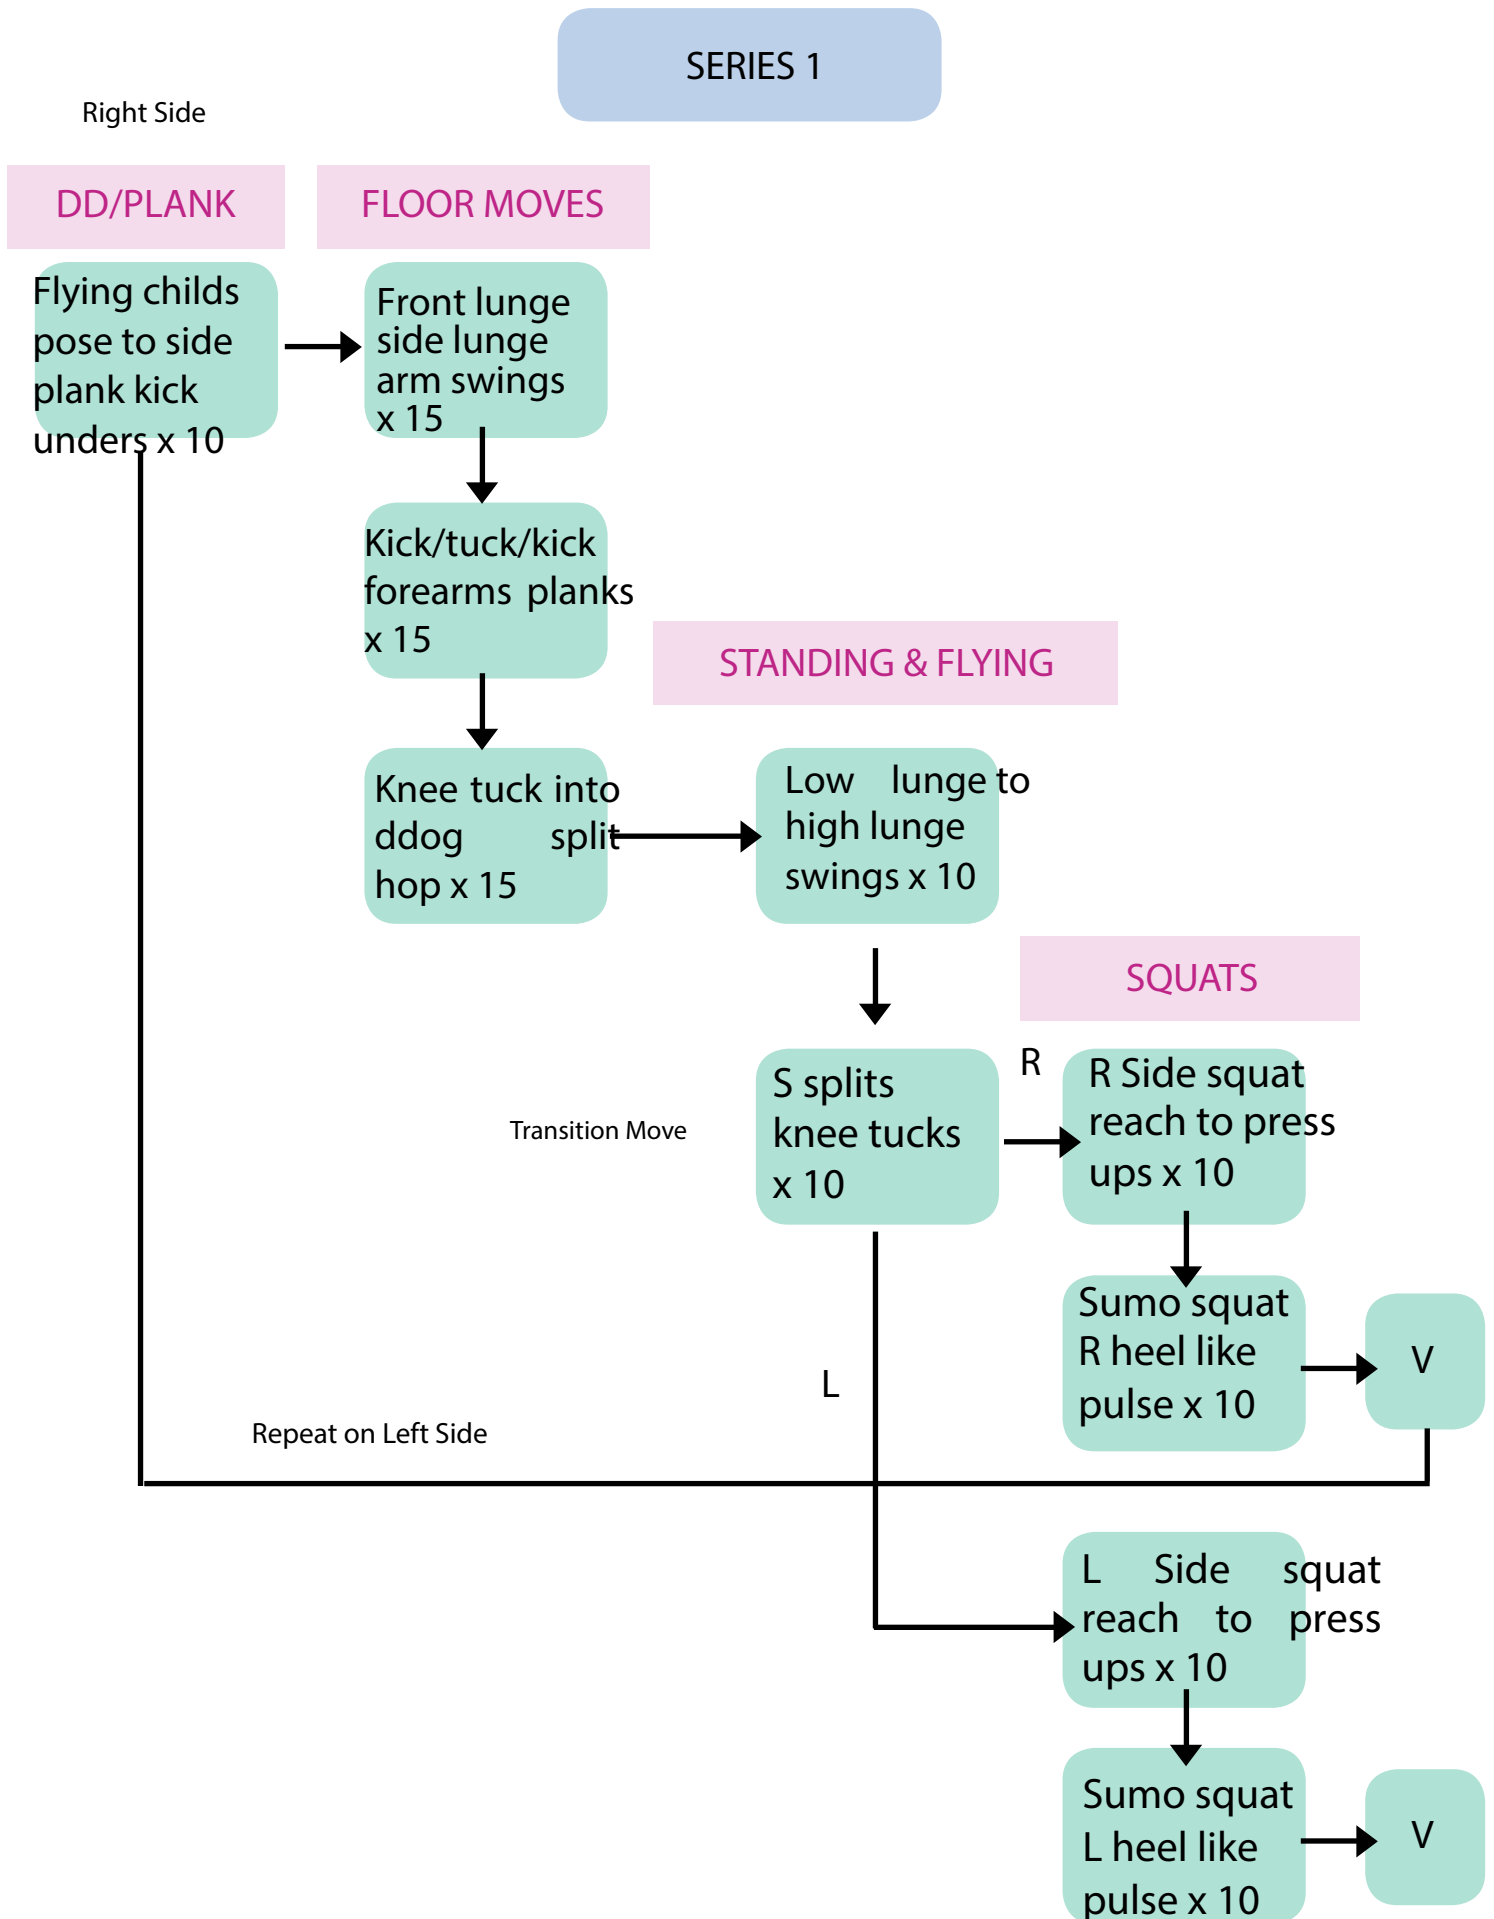 SERIES 1
Right Side
DD/PLANK
FLOOR MOVES
Flying childs
pose to side
plank kick
unders x 10
Front lunge
side lunge
arm swings
x 15
Kick/tuck/kick
forearms planks
x 15
STANDING & FLYING
Knee tuck into
ddog split
hop x 15
Low lunge to
high lunge
swings x 10
SQUATS
Transition Move
S splits
knee tucks
x 10
R
R Side squat
reach to press
ups x 10
Sumo squat
R heel like
pulse x 10
V
L
Repeat on Left Side
L Side squat
reach to press
ups x 10
Sumo squat
L heel like
pulse x 10
V